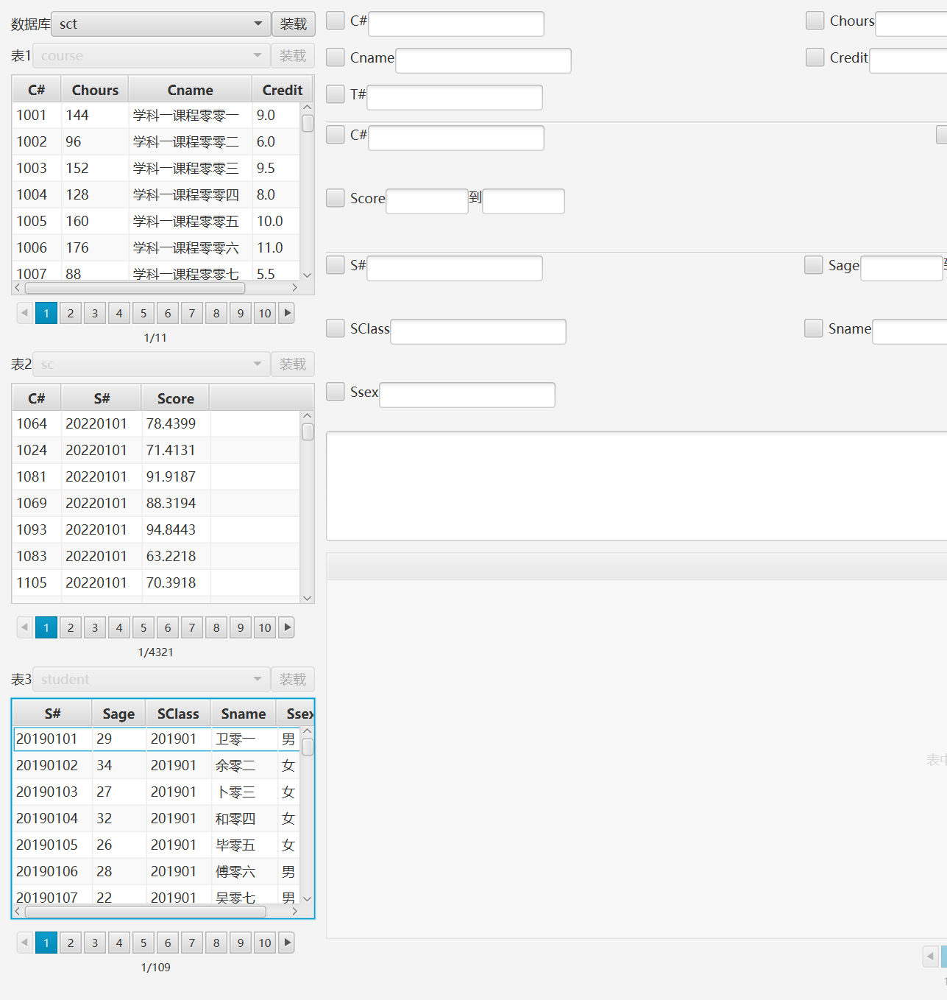 数据库 sct 装载
表1 course 装载
C# Chours Cname Credit
1001 144 学科一课程零零一 9.0
1002 96 学科一课程零零二 6.0
1003 152 学科一课程零零三 9.5
1004 128 学科一课程零零四 8.0
1005 160 学科一课程零零五 10.0
1006 176 学科一课程零零六 11.0
1007 88 学科一课程零零七 5.5
1 2 3 4 5 6 7 8 9 10
1/11
表2 sc 装载
C# S# Score
1064 20220101 78.4399
1024 20220101 71.4131
1081 20220101 91.9187
1069 20220101 88.3194
1093 20220101 94.8443
1083 20220101 63.2218
1105 20220101 70.3918
1 2 3 4 5 6 7 8 9 10
1/4321
表3 student 装载
S# Sage SClass Sname Ssex
20190101 29 201901 卫零一 男
20190102 34 201901 余零二 女
20190103 27 201901 卜零三 女
20190104 32 201901 和零四 女
20190105 26 201901 毕零五 女
20190106 28 201901 傅零六 男
20190107 22 201901 吴零七 男
1 2 3 4 5 6 7 8 9 10
1/109
C# Chours
Cname Credit
T#
C#
Score 到
S# Sage
SClass Sname
Ssex
表中